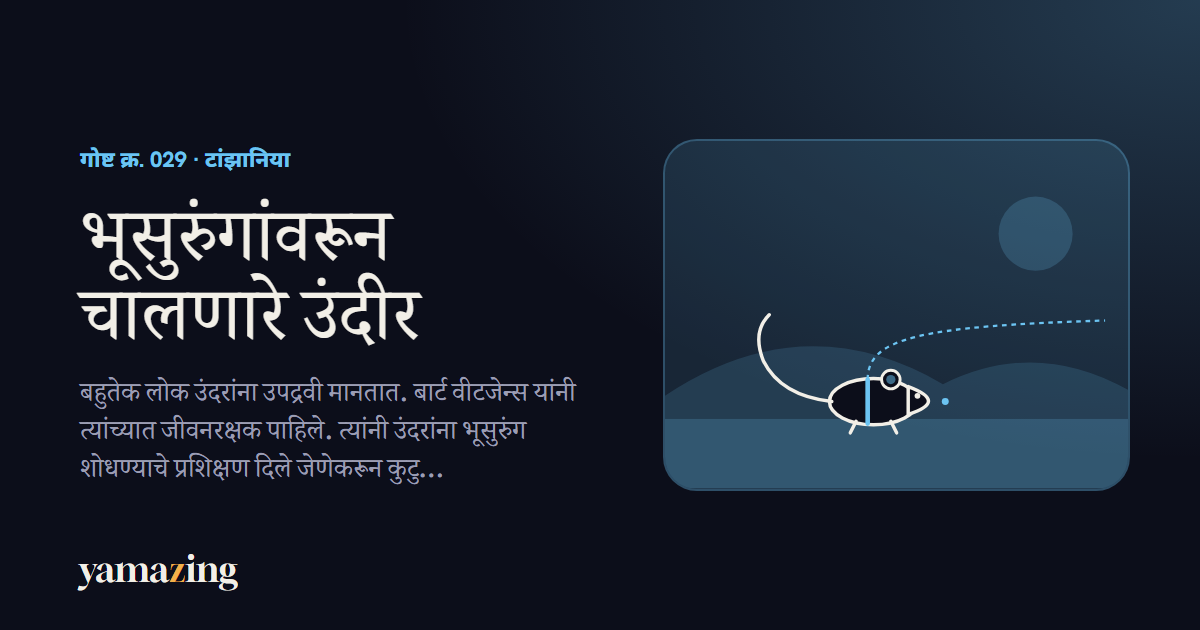 गोष्ट क्र. 029 · टांझानिया
भूसुरुंगांवरून
चालणारे उंदीर
बहुतेक लोक उंदरांना उपद्रवी मानतात. बार्ट वीटजेन्स यांनी
त्यांच्यात जीवनरक्षक पाहिले. त्यांनी उंदरांना भूसुरुंग
शोधण्याचे प्रशिक्षण दिले जेणेकरून कुटु...
yamazing